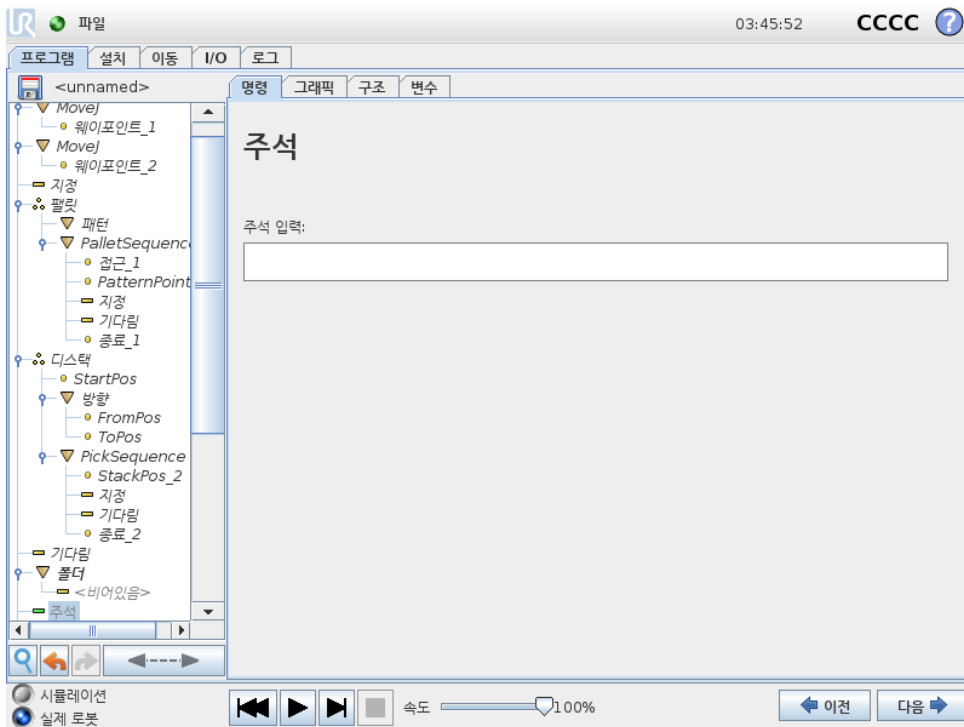 UR 파일 03:45:52 CCCC ?
프로그램 설치 이동 I/O 로그
<unnamed>
명령 그래픽 구조 변수
MoveJ
웨이포인트_1
MoveJ
웨이포인트_2
지정
팰릿
패턴
PalletSequenc
접근_1
PatternPoint
지정
기다림
종료_1
디스택
StartPos
방향
FromPos
ToPos
PickSequence
StackPos_2
지정
기다림
종료_2
기다림
폴더
<비어있음>
주석
주석
주석 입력:
시뮬레이션
실제 로봇
속도 100%
이전 다음